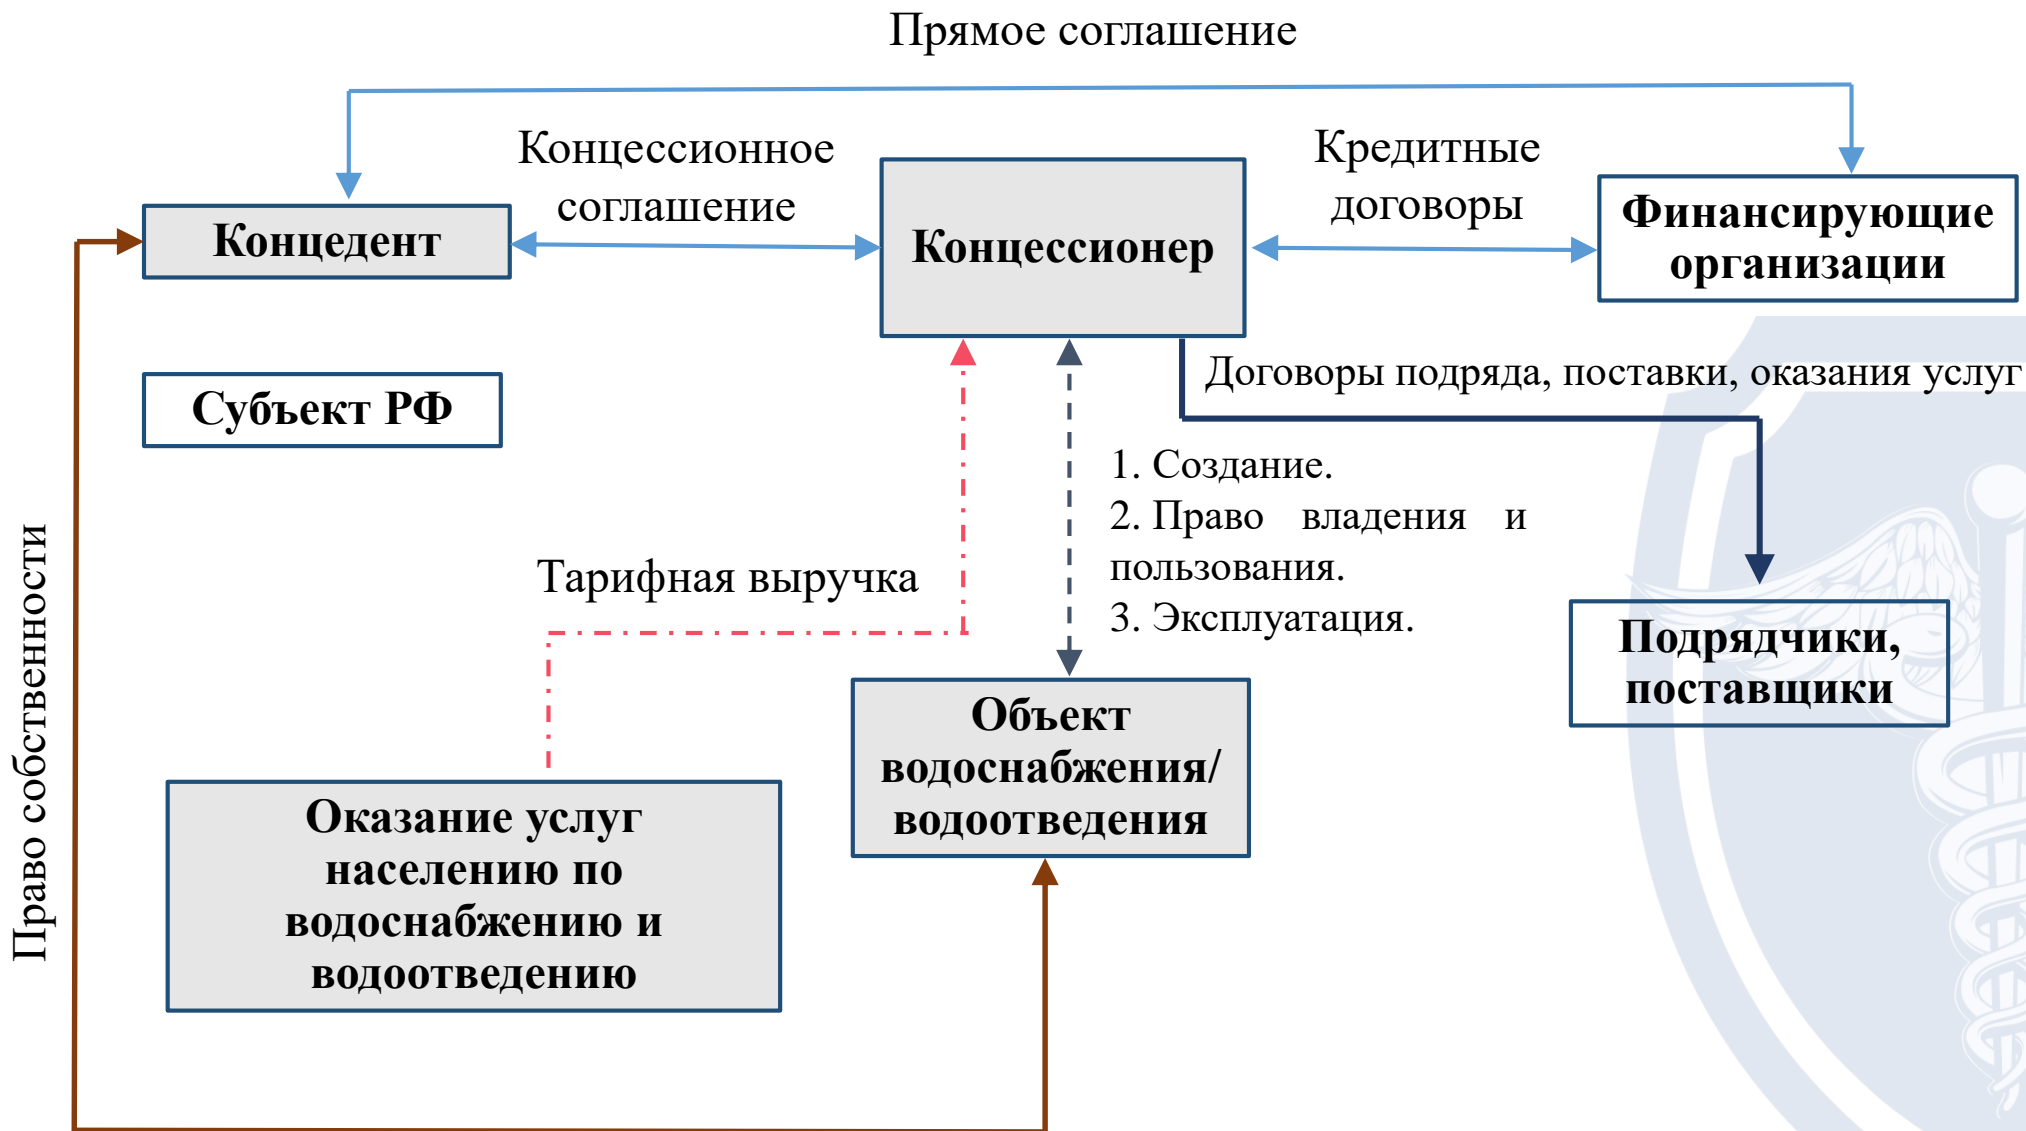 Прямое соглашение
Концессионное
соглашение
Кредитные
договоры
Концедент
Концессионер
Финансирующие
организации
Субъект РФ
Договоры подряда, поставки, оказания услуг
1. Создание.
2. Право владения и
пользования.
3. Эксплуатация.
Тарифная выручка
Право собственности
Подрядчики,
поставщики
Объект
водоснабжения/
водоотведения
Оказание услуг
населению по
водоснабжению и
водоотведению